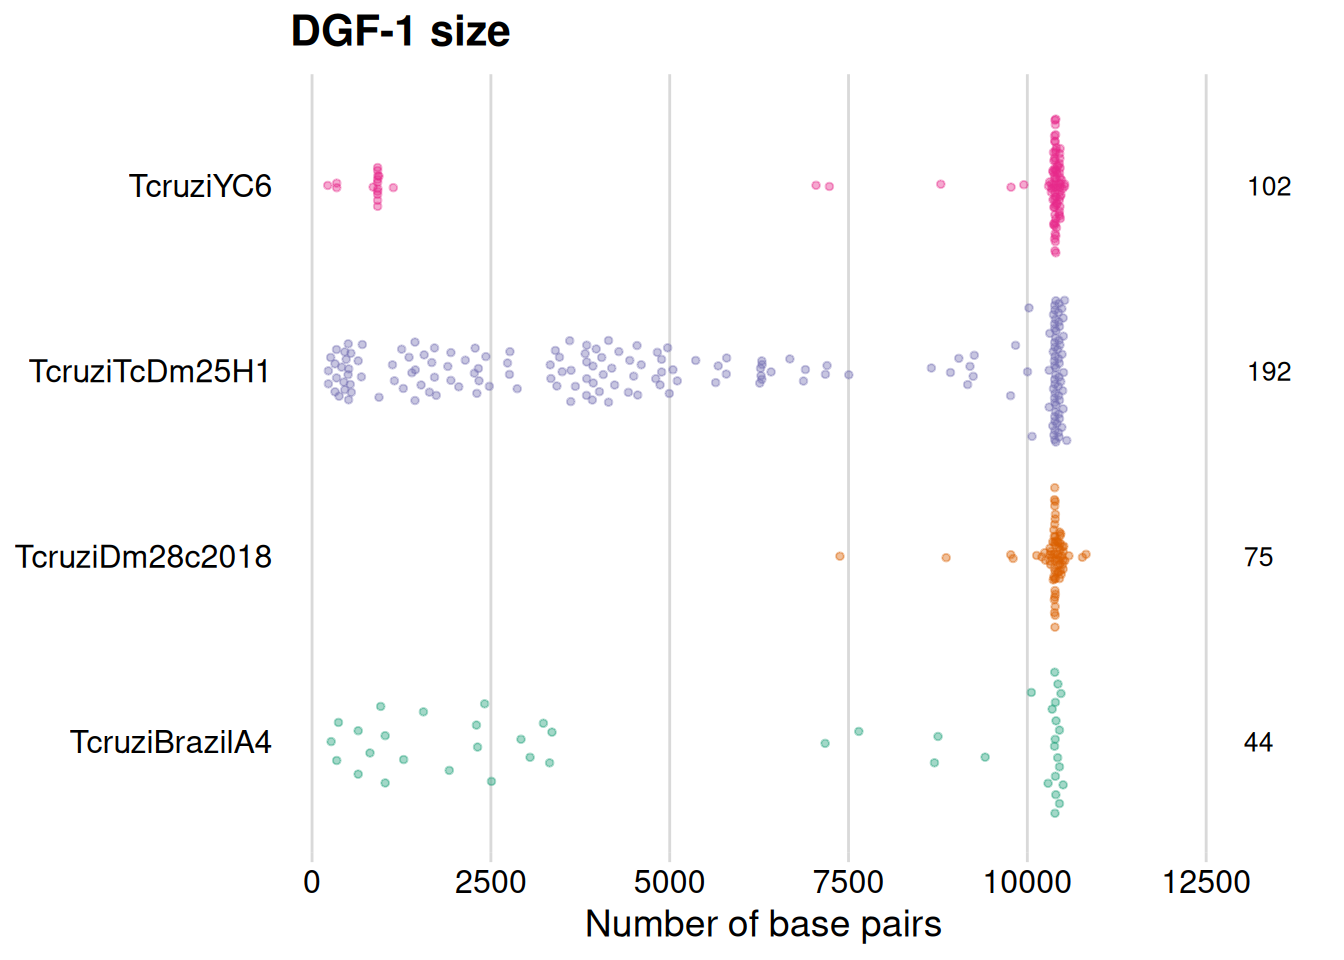 DGF-1 size
TcruziYC6 102
TcruziTcDm25H1 192
TcruziDm28c2018 75
TcruziBrazilA4 44
0 2500 5000 7500 10000 12500
Number of base pairs